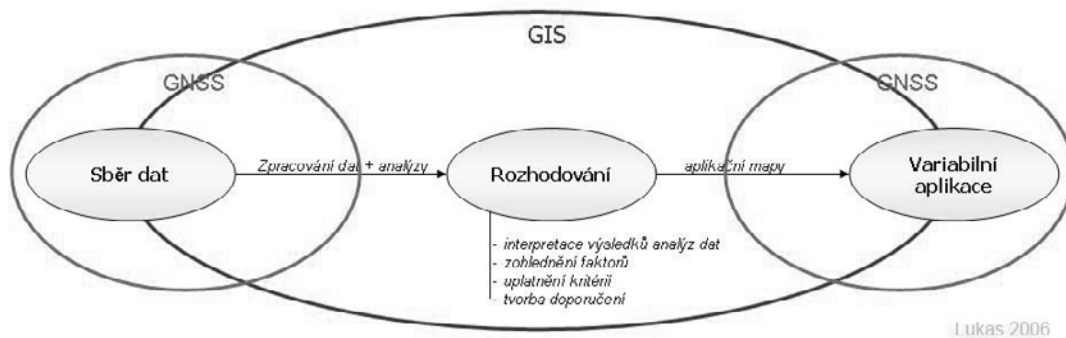 GIS
GNSS
GNSS
Sběr dat
Zpracování dat + analýzy
Rozhodování
aplikační mapy
Variabilní
aplikace
- interpretace výsledků analýz dat
- zohlednění faktorů
- uplatnění kritérií
- tvorba doporučení
Lukas 2006